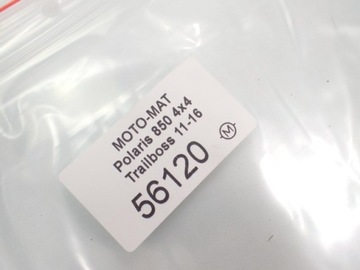 MOTO-MAT
Polaris 850 4x4
Trailboss 11-16
56120
M